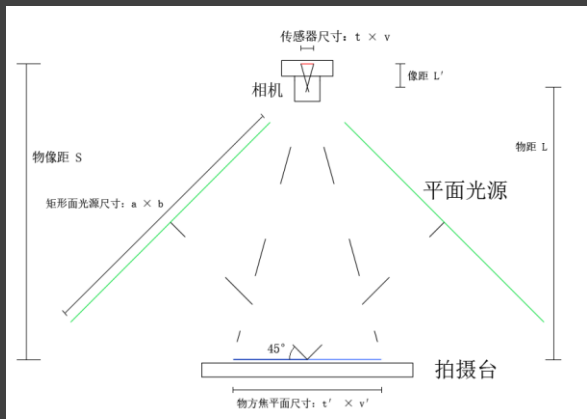 传感器尺寸：t × v
像距 L′
相机
物像距 S
物距 L
平面光源
矩形面光源尺寸：a × b
45°
拍摄台
物方焦平面尺寸：t′ × v′